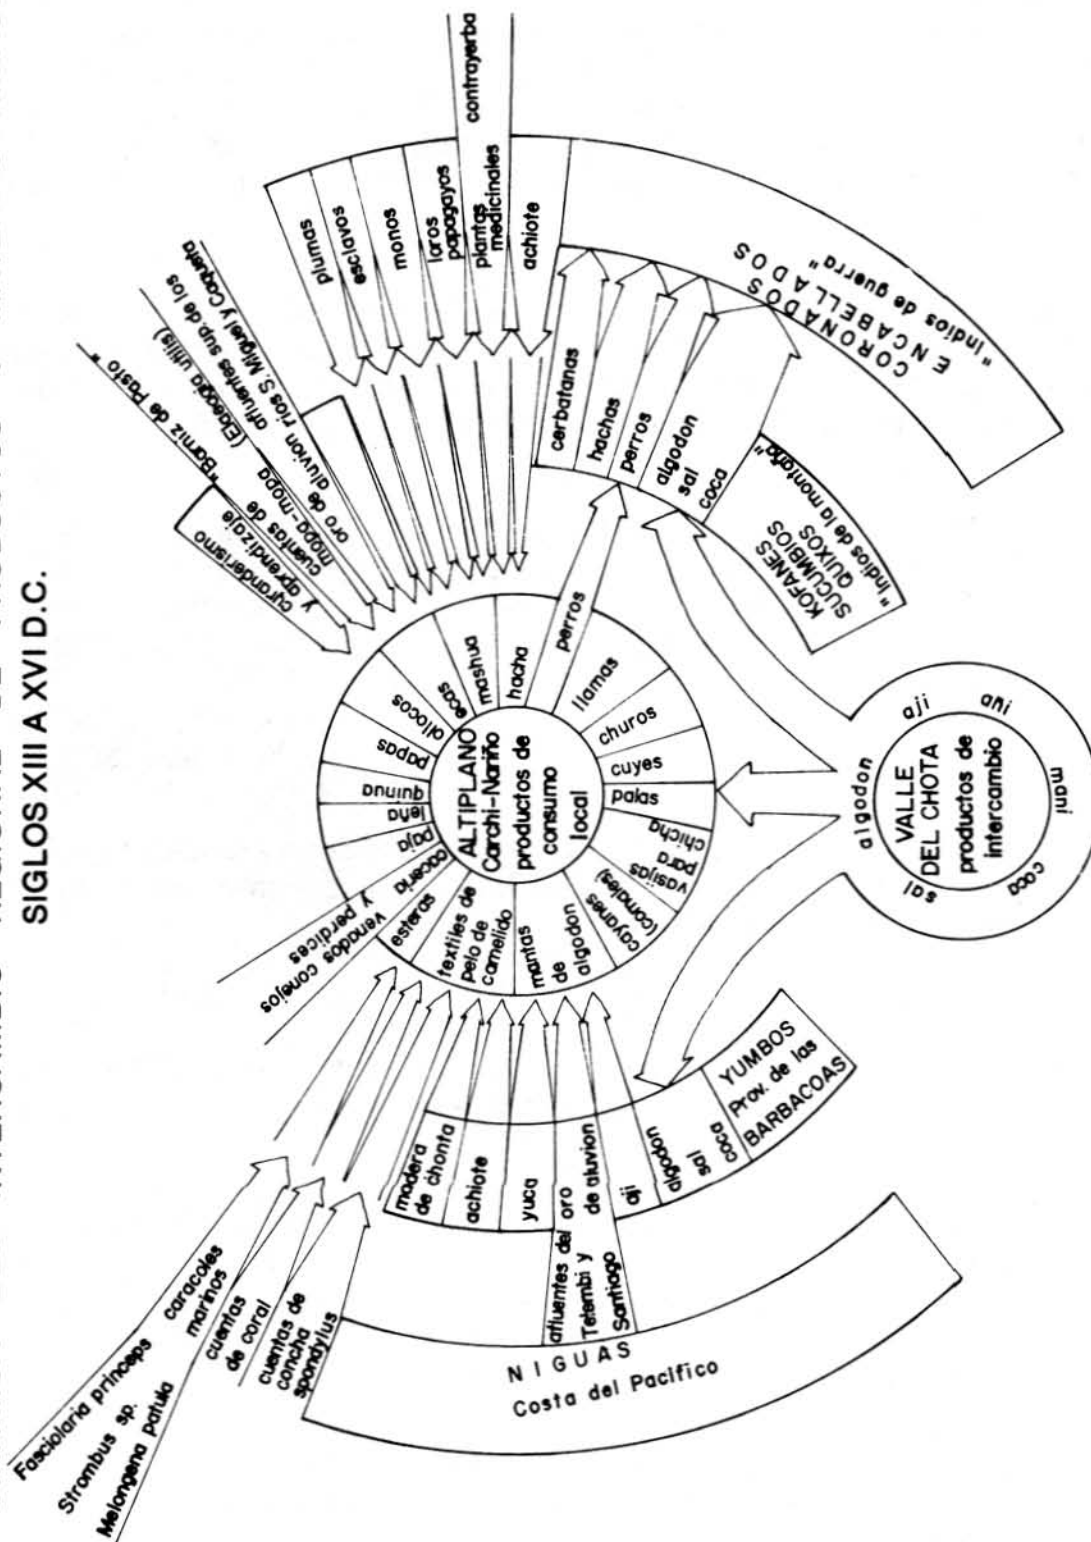 SIGLOS XIII A XVI D.C.
contrayerba
plumas
esclavos
monos
loros
papagayos
plantas
medicinales
achiote
CORONADOS
ENCABELLADOS
"Indios de guerra"
cerbatanas
hachas
perros
algodon
sal
coca
KOFANES
SUCUMBIOS
QUIXOS
"Indios de la montaña"
curanderismo
y aprendizaje
cuentas de
"Barniz de Pasto"
mopa-mopa
(Elaeagia utilis)
oro de aluvion
afluentes sup. de los
rios S. Miguel y Caqueta
ALTIPLANO
Carchi-Nariño
productos de
consumo
local
ollocos
ocas
mashua
hacha
perros
llamas
churos
cuyes
palas
vasijas
para
chicha
cayanes
(comales)
mantas
de
algodon
textiles de
pelo de
camelido
esteras
caceria
venados conejos
y perdices
paja
leña
quinua
papas
VALLE
DEL CHOTA
productos de
intercambio
algodon
aji
añi
mani
coca
sal
Fasciolaria princeps
Strombus sp.
Melongena patula
caracoles
marinos
cuentas
de coral
cuentas de
concha
spondylus
madera
de chonta
achiote
yuca
oro
de aluvion
afluentes del
Telembi y
Santiago
aji
algodon
sal
coca
YUMBOS
Prov. de las
BARBACOAS
NIGUAS
Costa del Pacifico